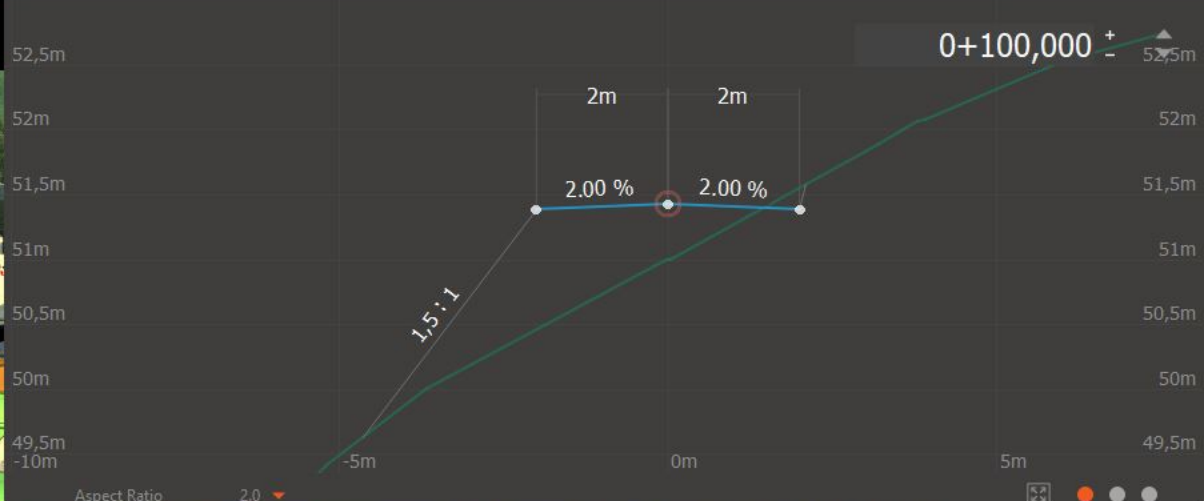 0+100,000 + −
52,5m 52,5m
2m 2m
52m 52m
51,5m 2.00 % 2.00 % 51,5m
51m 51m
1,5 : 1
50,5m 50,5m
50m 50m
49,5m 49,5m
-10m -5m 0m 5m
Aspect Ratio 2.0